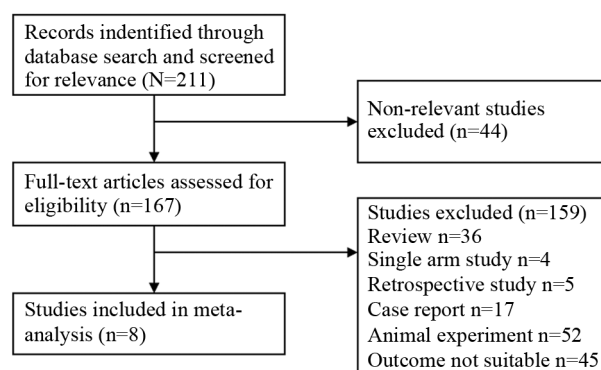 Records indentified through
database search and screened
for relevance (N=211)
Non-relevant studies
excluded (n=44)
Full-text articles assessed for
eligibility (n=167)
Studies excluded (n=159)
Review n=36
Single arm study n=4
Retrospective study n=5
Case report n=17
Animal experiment n=52
Outcome not suitable n=45
Studies included in meta-
analysis (n=8)